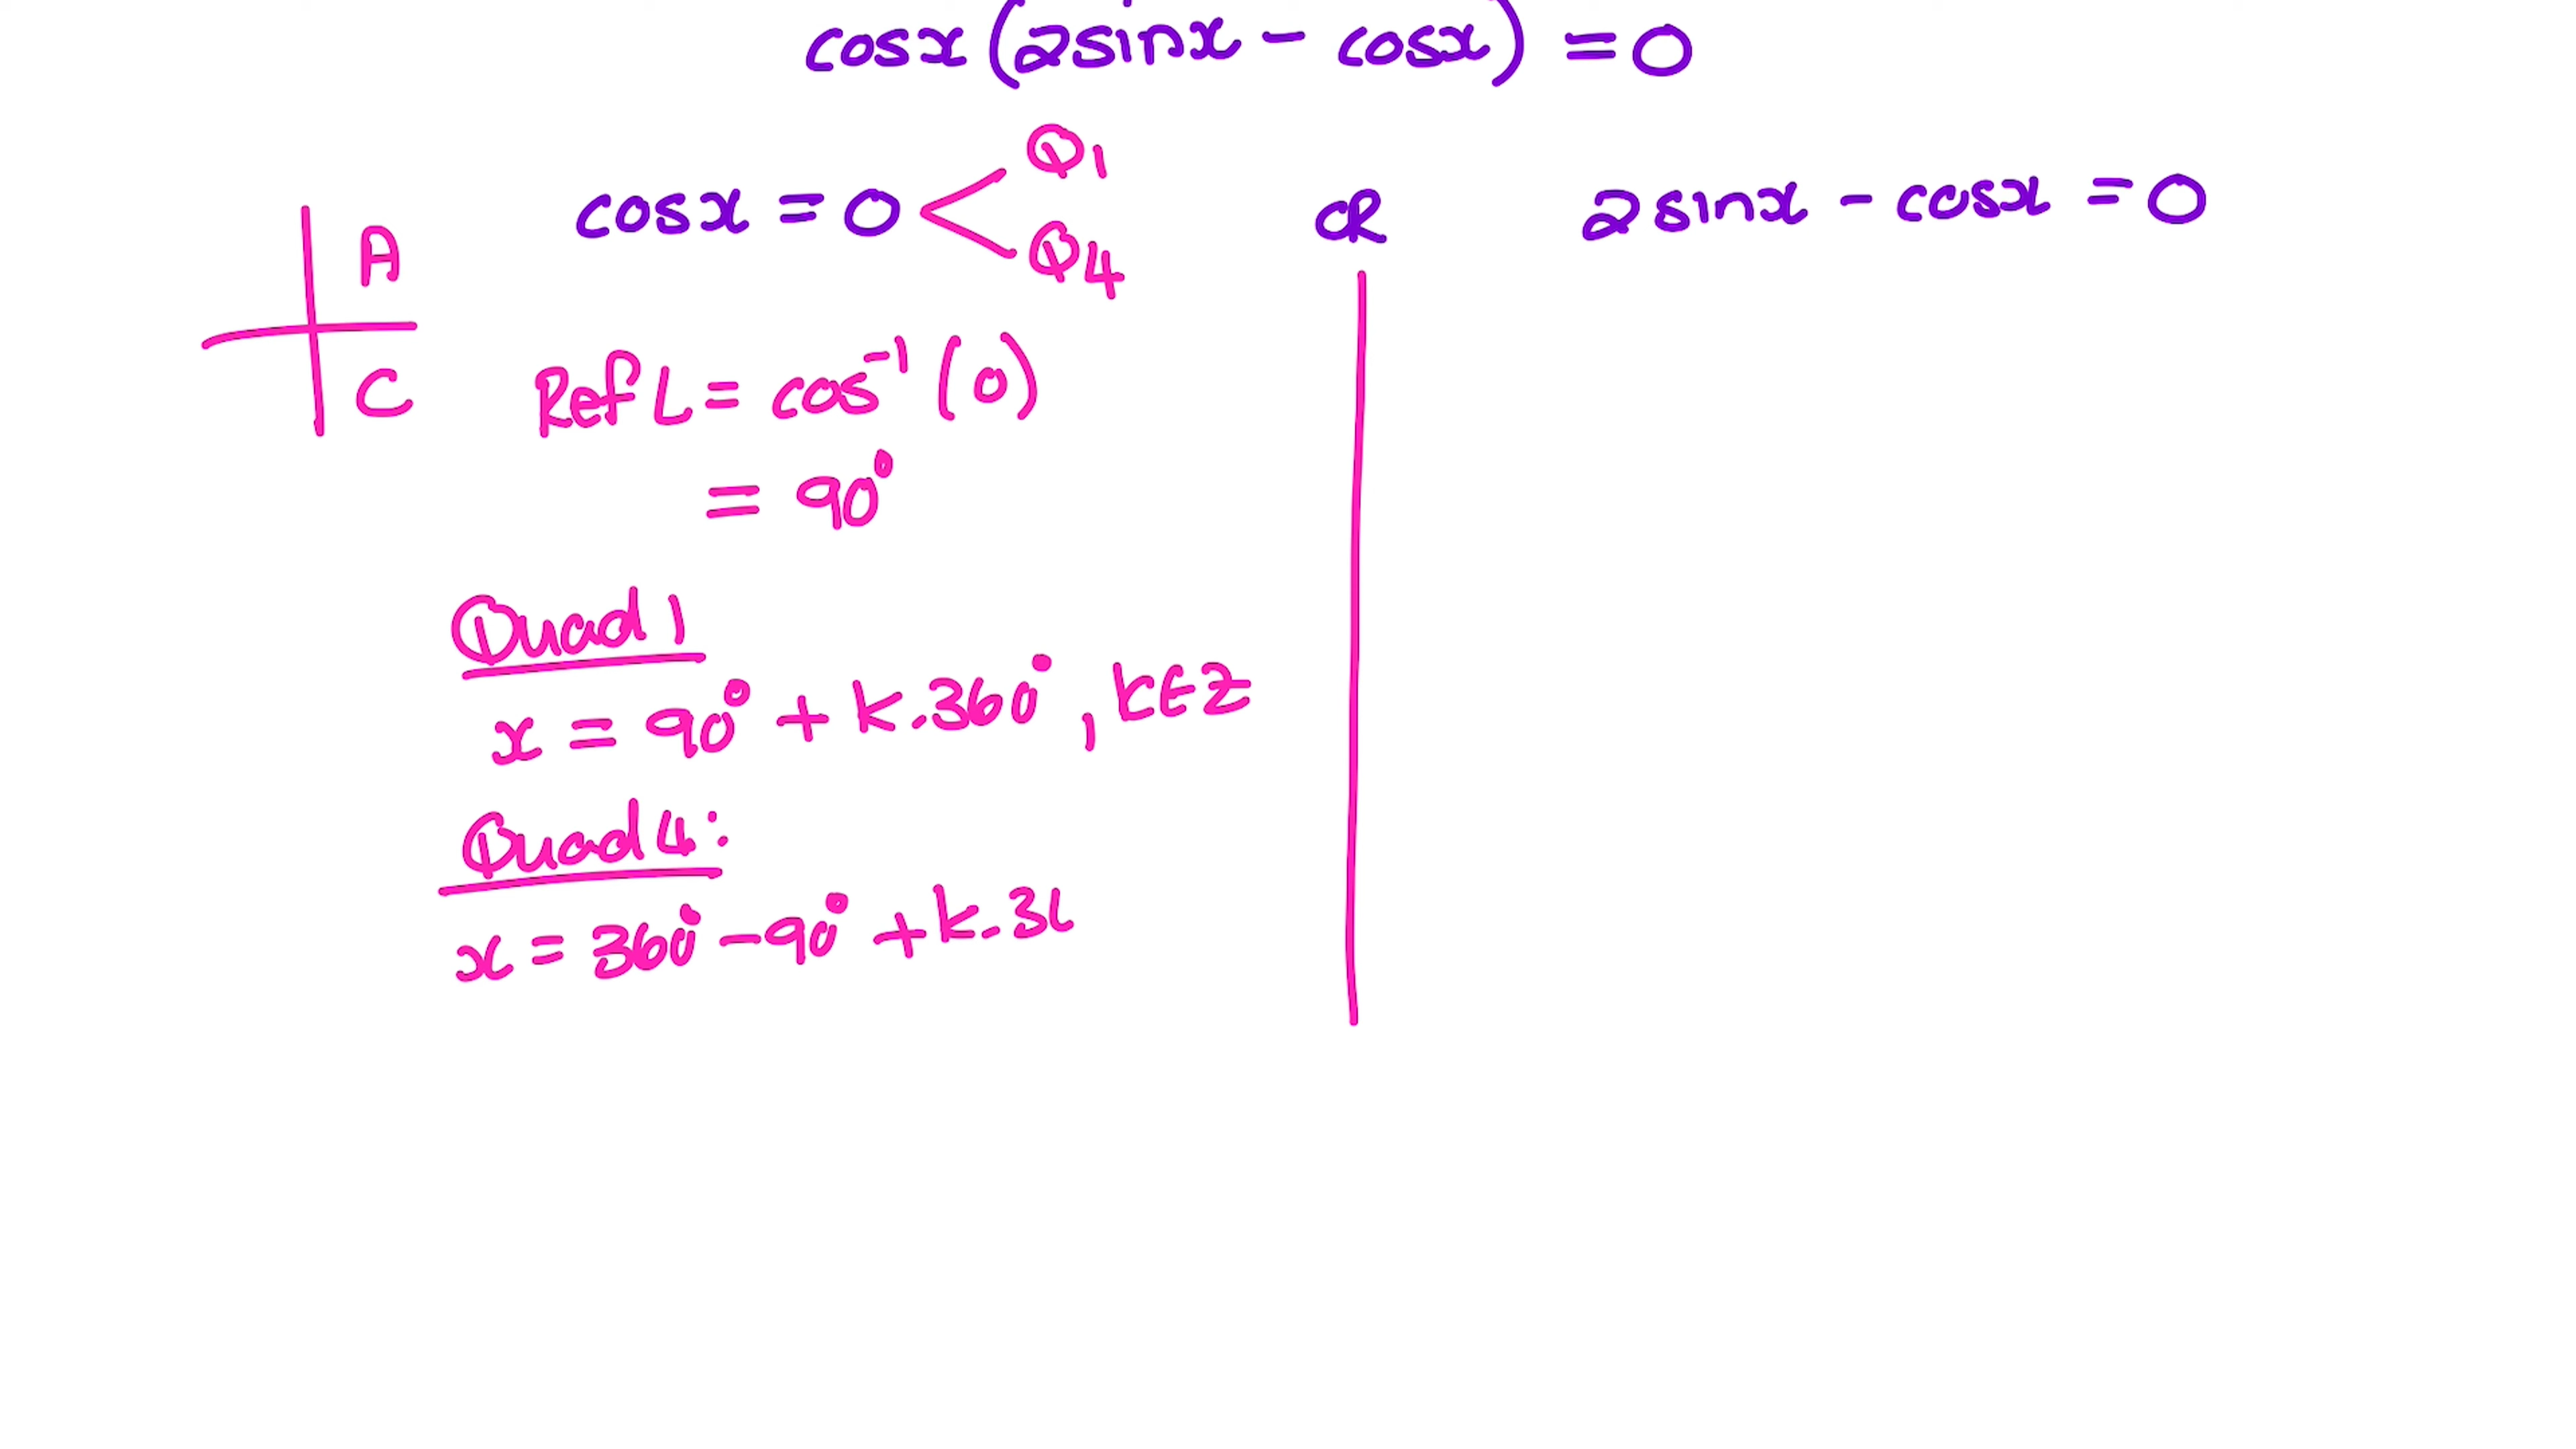 cosx(2sinx - cosx) = 0
cosx = 0 < Q1
Q4
OR
2sinx - cosx = 0
A
C
Ref L = cos⁻¹(0)
= 90°
Quad 1
x = 90° + k.360°, k∈Z
Quad 4:
x = 360° - 90° + k.3